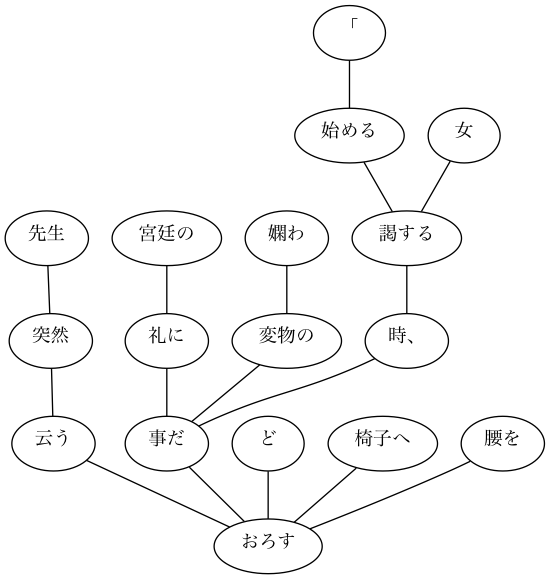 「
始める
女
先生
宮廷の
嫻わ
謁する
突然
礼に
変物の
時、
云う
事だ
ど
椅子へ
腰を
おろす